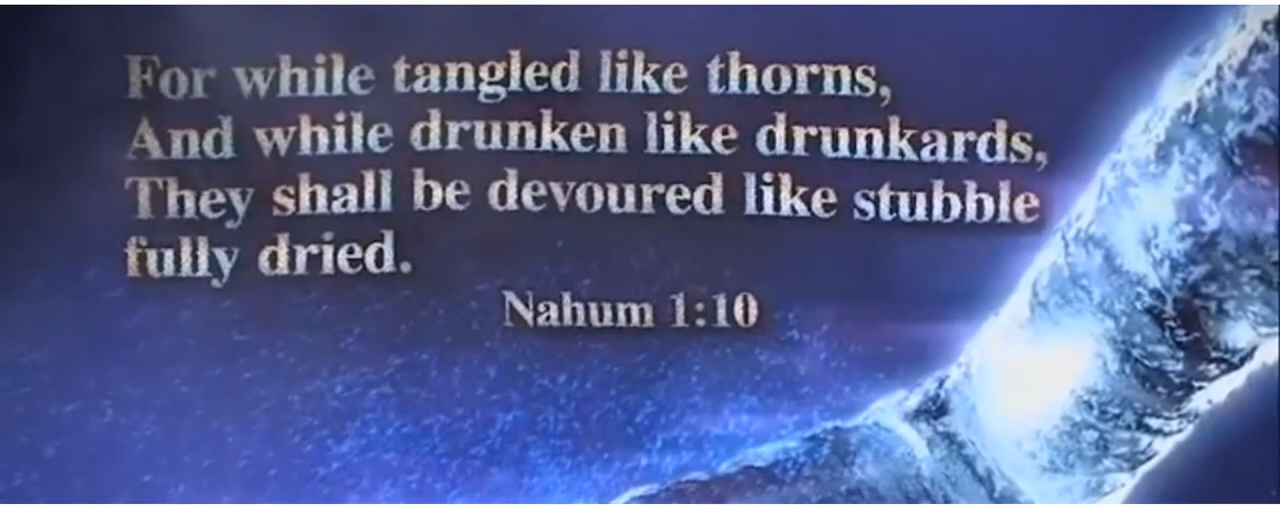 For while tangled like thorns,
And while drunken like drunkards,
They shall be devoured like stubble
fully dried.
Nahum 1:10